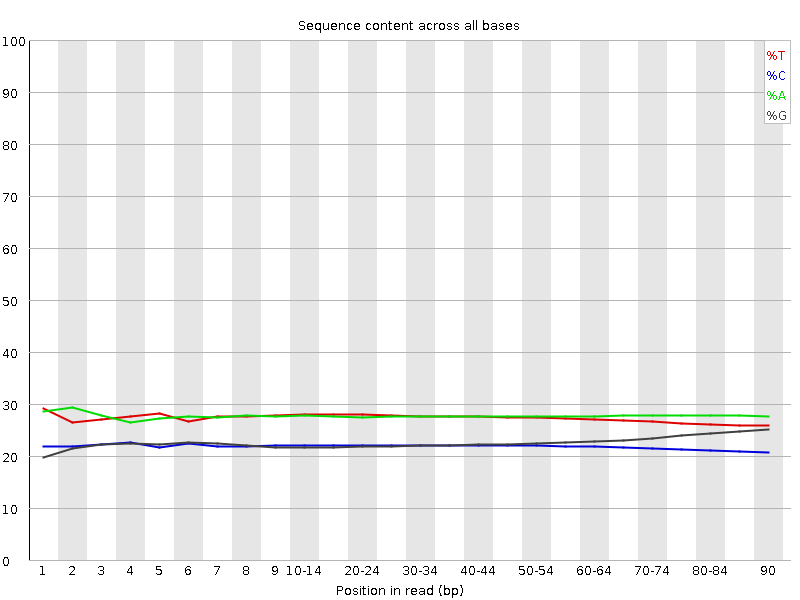 Sequence content across all bases
100
90
80
70
60
50
40
30
20
10
0
%T
%C
%A
%G
1 2 3 4 5 6 7 8 9 10-14 20-24 30-34 40-44 50-54 60-64 70-74 80-84 90
Position in read (bp)